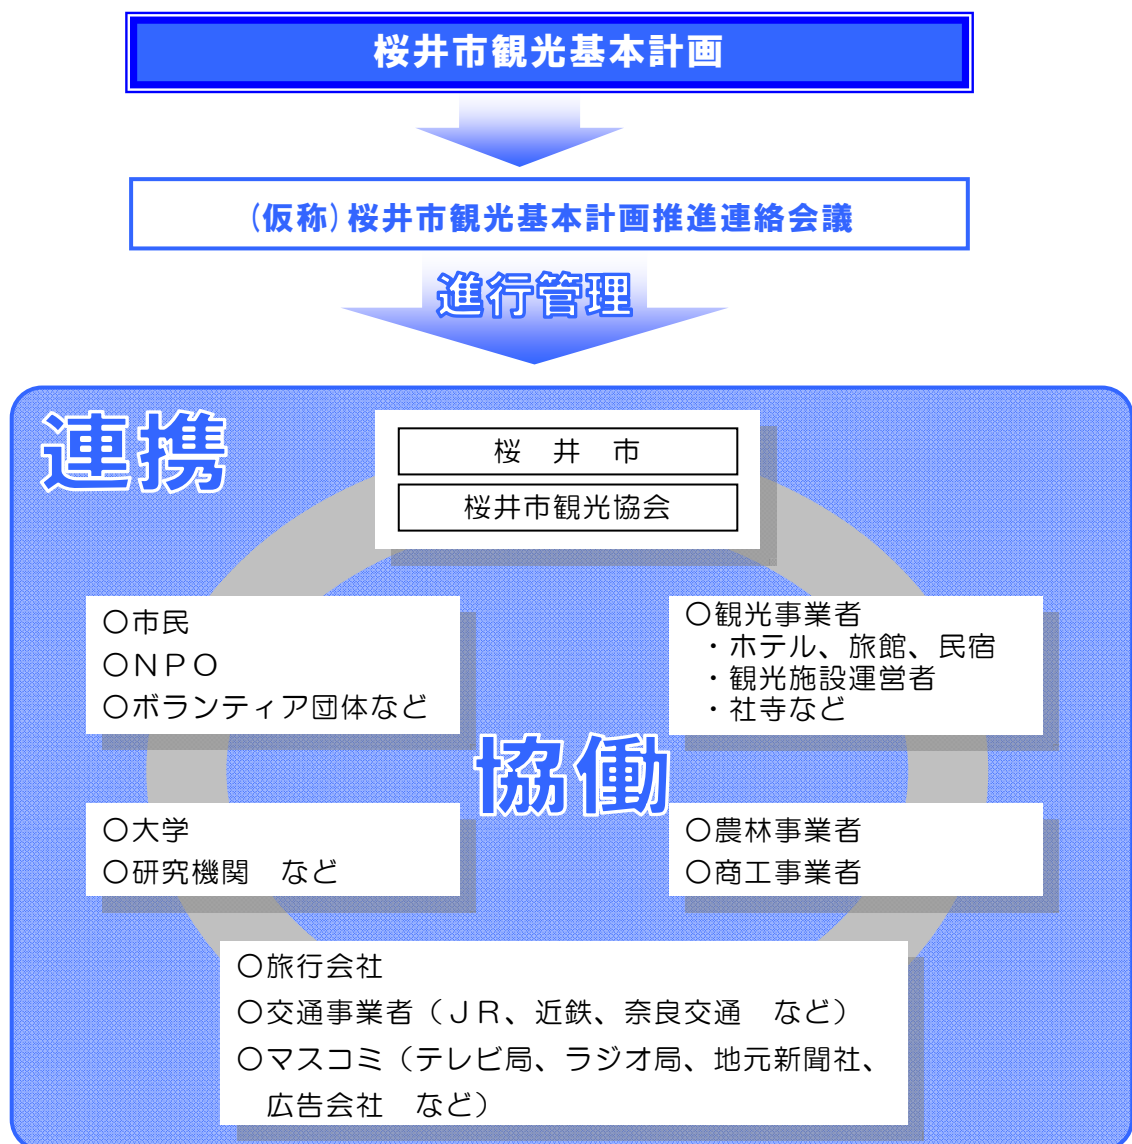 桜井市観光基本計画
(仮称)桜井市観光基本計画推進連絡会議
進行管理
連携
桜　井　市
桜井市観光協会
○市民
○ＮＰＯ
○ボランティア団体など
○観光事業者
・ホテル、旅館、民宿
・観光施設運営者
・社寺など
協働
○大学
○研究機関　など
○農林事業者
○商工事業者
○旅行会社
○交通事業者（ＪＲ、近鉄、奈良交通　など）
○マスコミ（テレビ局、ラジオ局、地元新聞社、
広告会社　など）